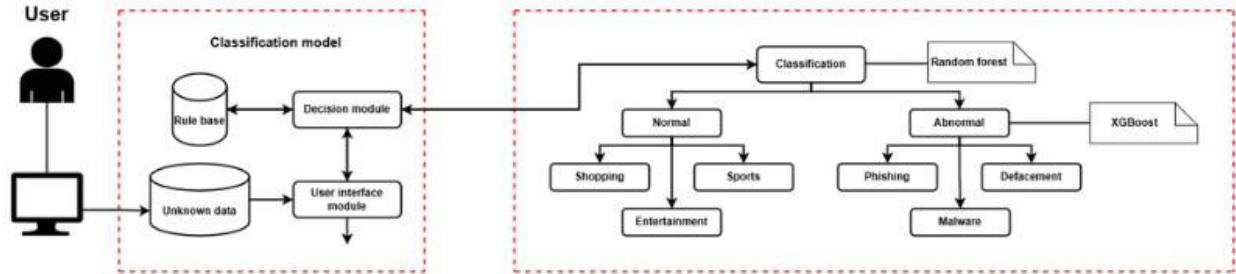 User
Classification model
Rule base
Decision module
Unknown data
User interface
module
Classification
Random forest
Normal
Abnormal
XGBoost
Shopping
Sports
Phishing
Defacement
Entertainment
Malware